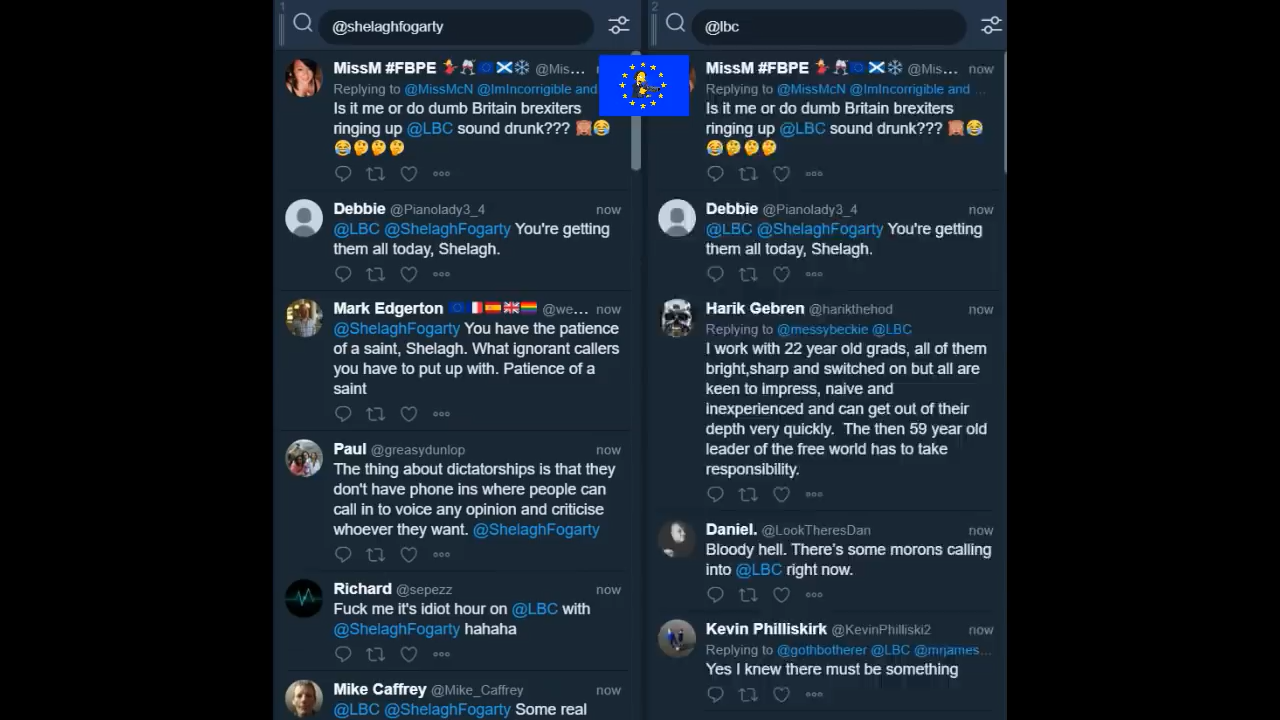 1
@shelaghfogarty
MissM #FBPE 💃🥂🇪🇺🏴󠁧󠁢󠁳󠁣󠁴󠁿❄ @Mis…
Replying to @MissMcN @ImIncorrigible and
Is it me or do dumb Britain brexiters
ringing up @LBC sound drunk??? 🙈😂
😂🤔🤔🤔
Debbie @Pianolady3_4 now
@LBC @ShelaghFogarty You're getting
them all today, Shelagh.
Mark Edgerton 🇪🇺🇫🇷🇪🇸🇬🇧🏳️‍🌈 @we… now
@ShelaghFogarty You have the patience
of a saint, Shelagh. What ignorant callers
you have to put up with. Patience of a
saint
Paul @greasydunlop now
The thing about dictatorships is that they
don't have phone ins where people can
call in to voice any opinion and criticise
whoever they want. @ShelaghFogarty
Richard @sepezz now
Fuck me it's idiot hour on @LBC with
@ShelaghFogarty hahaha
Mike Caffrey @Mike_Caffrey now
@LBC @ShelaghFogarty Some real
2
@lbc
MissM #FBPE 💃🥂🇪🇺🏴󠁧󠁢󠁳󠁣󠁴󠁿❄ @Mis… now
Replying to @MissMcN @ImIncorrigible and …
Is it me or do dumb Britain brexiters
ringing up @LBC sound drunk??? 🙈😂
😂🤔🤔🤔
Debbie @Pianolady3_4 now
@LBC @ShelaghFogarty You're getting
them all today, Shelagh.
Harik Gebren @harikthehod now
Replying to @messybeckie @LBC
I work with 22 year old grads, all of them
bright,sharp and switched on but all are
keen to impress, naive and
inexperienced and can get out of their
depth very quickly. The then 59 year old
leader of the free world has to take
responsibility.
Daniel. @LookTheresDan now
Bloody hell. There's some morons calling
into @LBC right now.
Kevin Philliskirk @KevinPhilliski2 now
Replying to @gothbotherer @LBC @mrjames…
Yes I knew there must be something